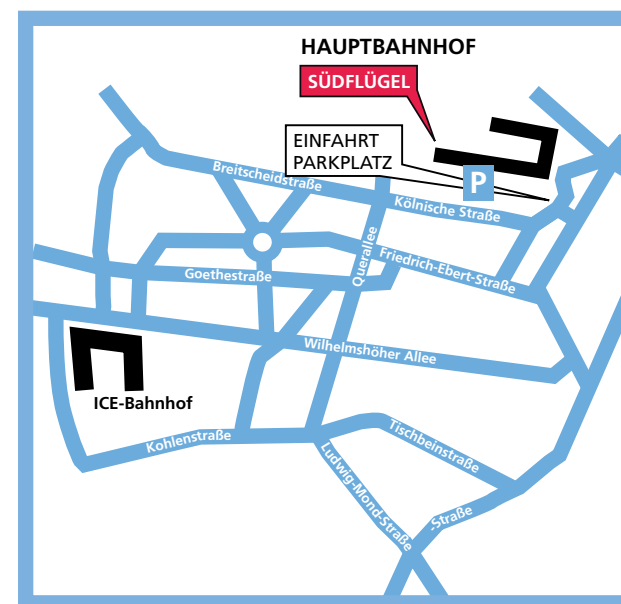 HAUPTBAHNHOF
SÜDFLÜGEL
EINFAHRT
PARKPLATZ
P
Breitscheidstraße
Kölnische Straße
Querallee
Friedrich-Ebert-Straße
Goethestraße
Wilhelmshöher Allee
ICE-Bahnhof
Kohlenstraße
Tischbeinstraße
Ludwig-Mond-Straße
-Straße